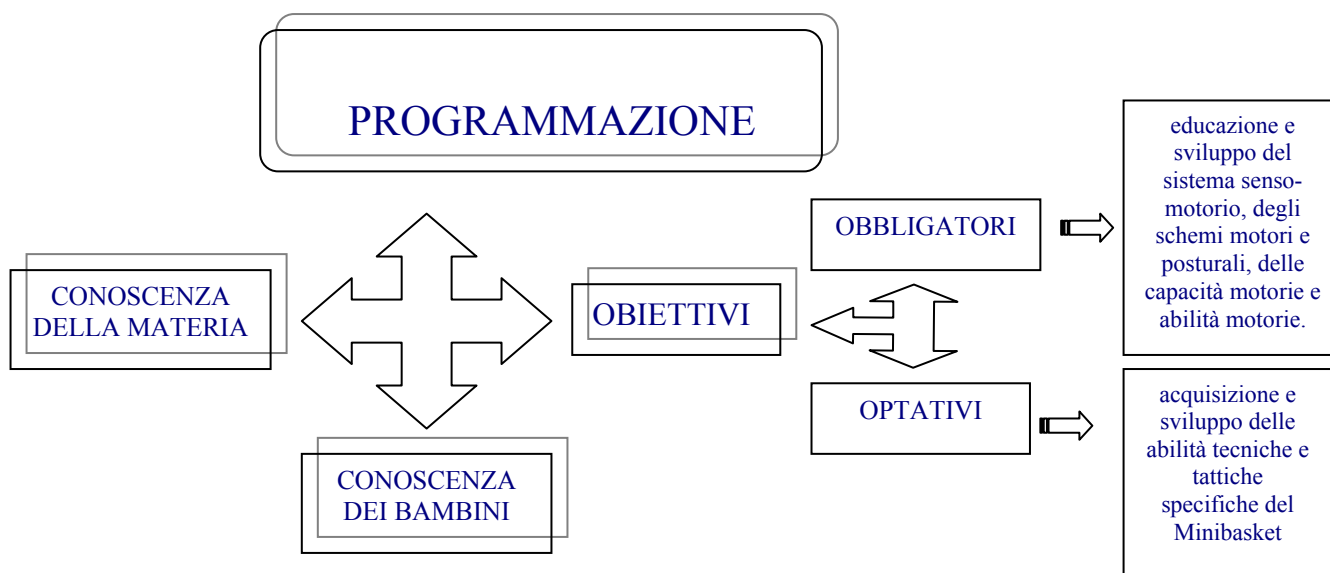 PROGRAMMAZIONE
CONOSCENZA
DELLA MATERIA
OBIETTIVI
CONOSCENZA
DEI BAMBINI
OBBLIGATORI
educazione e
sviluppo del
sistema senso-
motorio, degli
schemi motori e
posturali, delle
capacità motorie e
abilità motorie.
OPTATIVI
acquisizione e
sviluppo delle
abilità tecniche e
tattiche
specifiche del
Minibasket